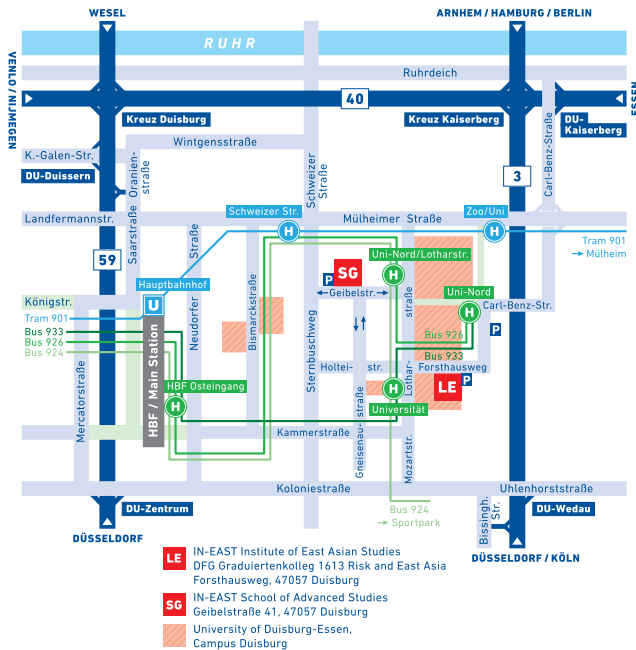 WESEL
ARNHEM / HAMBURG / BERLIN
RUHR
VENLO / NIJMEGEN
Ruhrdeich
40
ESSEN
Kreuz Duisburg
Kreuz Kaiserberg
DU-
Kaiserberg
Wintgensstraße
K.-Galen-Str.
DU-Duissern
Oranien-
straße
Schweizer
Straße
3
Carl-Benz-Straße
Saarstraße
Schweizer Str.
Zoo/Uni
Landfermannstr.
Mülheimer Straße
H
H
Neudorfer Straße
Tram 901
→ Mülheim
59
Uni-Nord/Lotharstr.
Hauptbahnhof
P
SG
H
Uni-Nord
Geibelstr.
Königstr.
U
Carl-Benz-Str.
H
Tram 901
Bus 933
Bus 926
Bus 924
Bismarckstraße
Sternbuschweg
Lothar-
straße
P
Bus 926
Bus 933
Mercatorstraße
HBF / Main Station
Holtei- str.
Forsthausweg
HBF Osteingang
H
H
LE
P
Universität
Gneisenau-
straße
Kammerstraße
Mozartstr.
Koloniestraße
Uhlenhorststraße
DU-Zentrum
Bus 924
→ Sportpark
Bissingh.
Str.
DU-Wedau
DÜSSELDORF
DÜSSELDORF / KÖLN
LE
IN-EAST Institute of East Asian Studies
DFG Graduiertenkolleg 1613 Risk and East Asia
Forsthausweg, 47057 Duisburg
SG
IN-EAST School of Advanced Studies
Geibelstraße 41, 47057 Duisburg
University of Duisburg-Essen,
Campus Duisburg